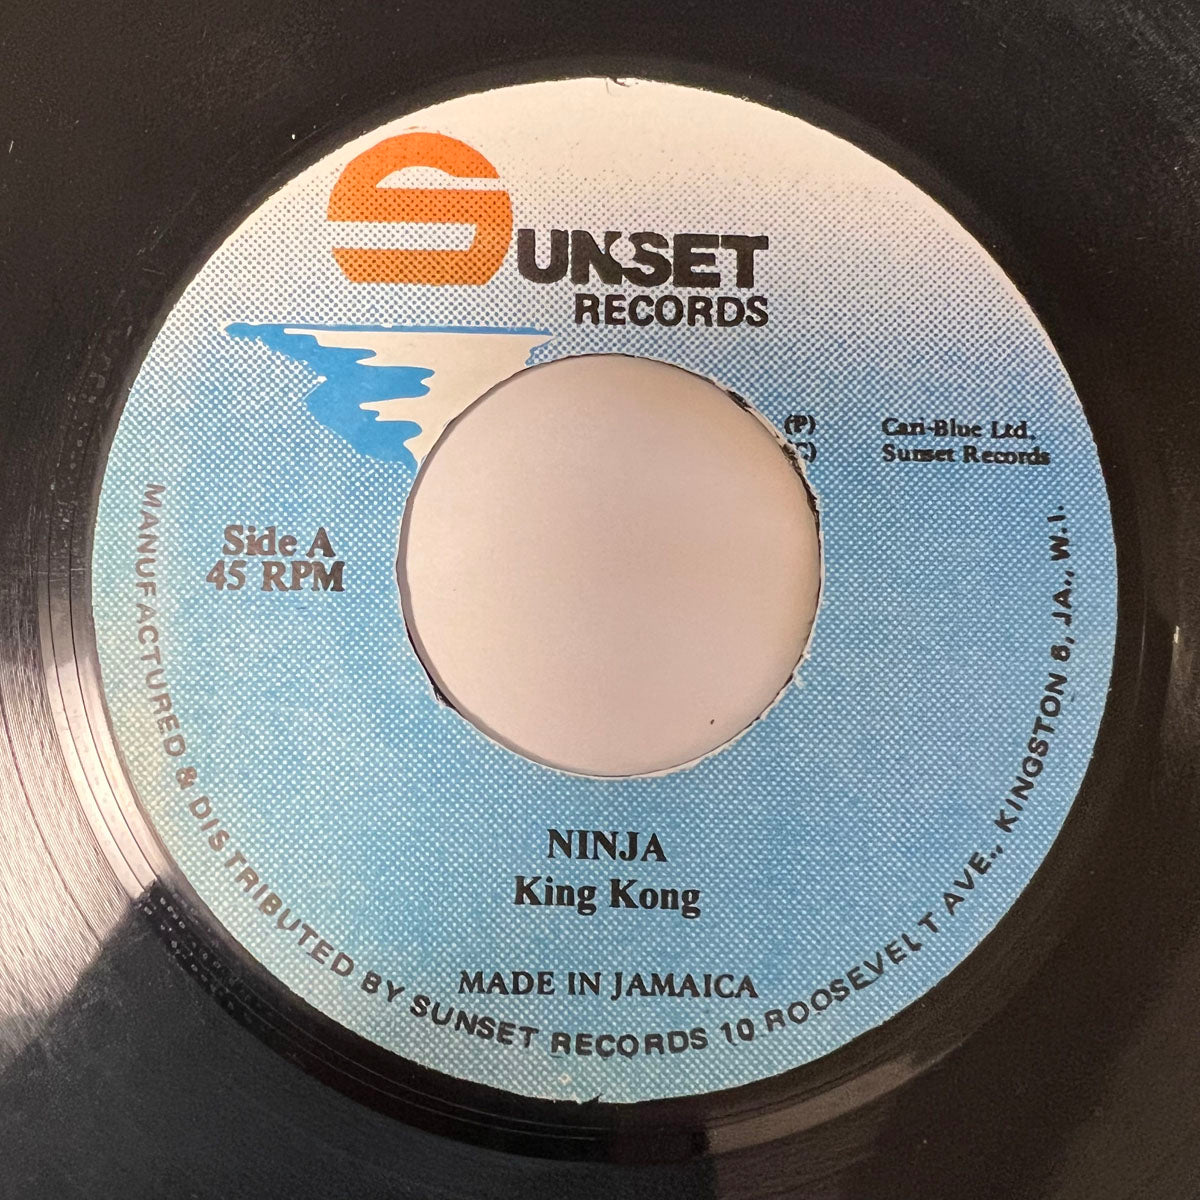 SUNSET
RECORDS
(P) Cari-Blue Ltd.
(C) Sunset Records
Side A
45 RPM
NINJA
King Kong
MADE IN JAMAICA
MANUFACTURED & DISTRIBUTED BY SUNSET RECORDS 10 ROOSEVELT AVE., KINGSTON 6, JA., W.I.